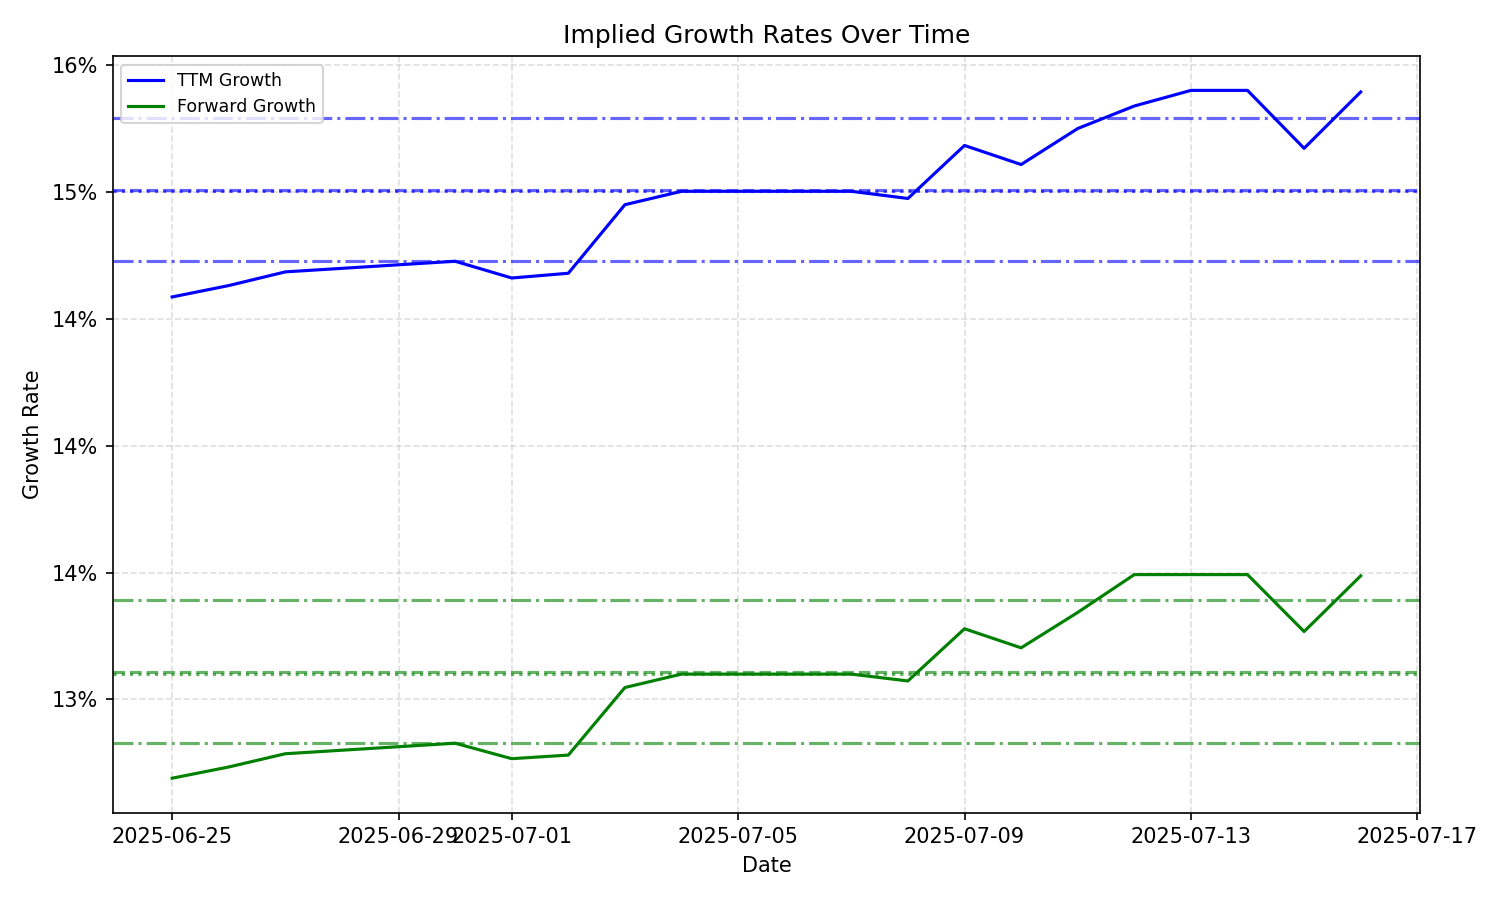 Implied Growth Rates Over Time
TTM Growth
Forward Growth
Growth Rate
16%
15%
14%
14%
14%
13%
2025-06-25
2025-06-29
2025-07-01
2025-07-05
2025-07-09
2025-07-13
2025-07-17
Date